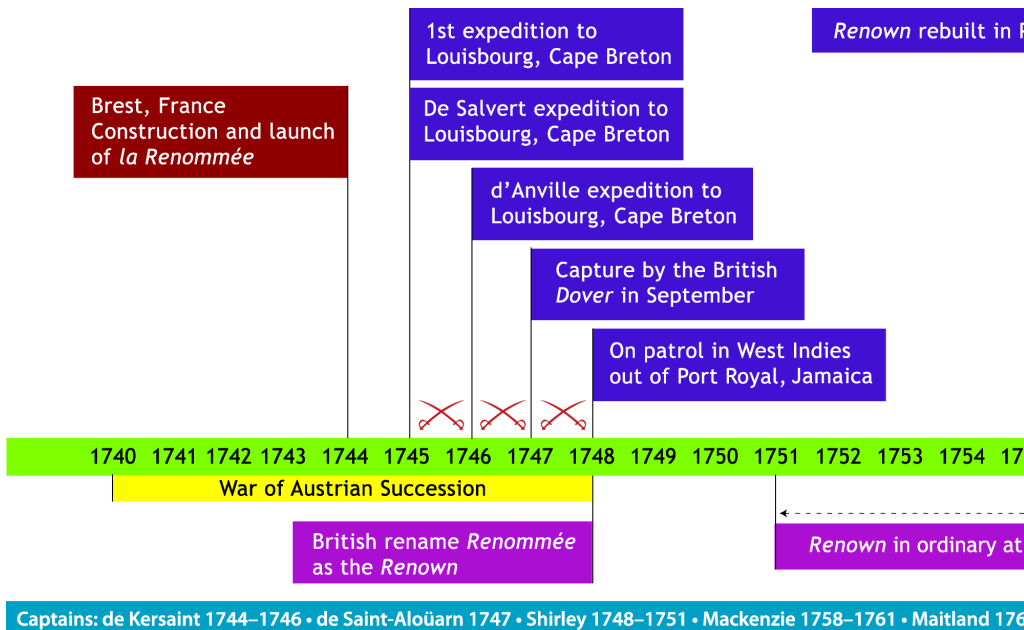 1st expedition to
Louisbourg, Cape Breton
Renown rebuilt in
Brest, France
Construction and launch
of la Renommée
De Salvert expedition to
Louisbourg, Cape Breton
d’Anville expedition to
Louisbourg, Cape Breton
Capture by the British
Dover in September
On patrol in West Indies
out of Port Royal, Jamaica
1740 1741 1742 1743 1744 1745 1746 1747 1748 1749 1750 1751 1752 1753 1754
War of Austrian Succession
British rename Renommée
as the Renown
Renown in ordinary at
Captains: de Kersaint 1744–1746 • de Saint-Aloüarn 1747 • Shirley 1748–1751 • Mackenzie 1758–1761 • Maitland